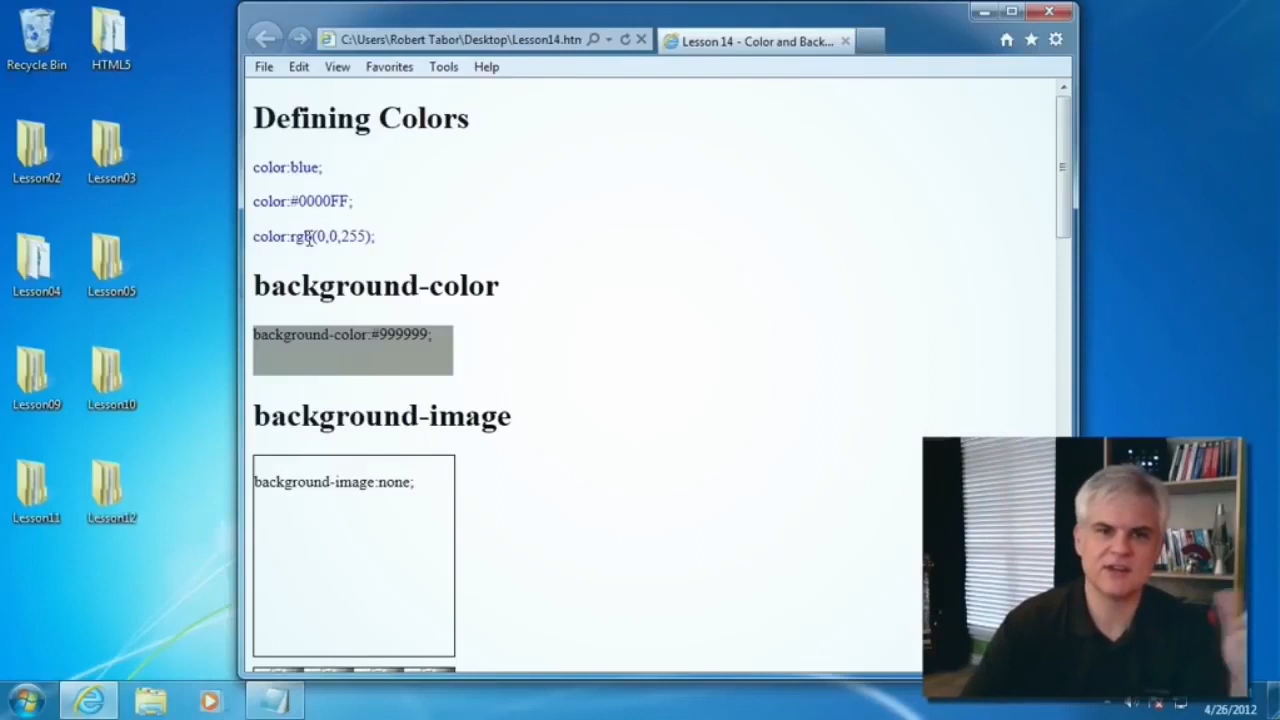 Recycle Bin
HTML5
Lesson02
Lesson03
Lesson04
Lesson05
Lesson09
Lesson10
Lesson11
Lesson12
C:\Users\Robert Tabor\Desktop\Lesson14.htm
Lesson 14 - Color and Back...
File Edit View Favorites Tools Help
Defining Colors
color:blue;
color:#0000FF;
color:rgb(0,0,255);
background-color
background-color:#999999;
background-image
background-image:none;
4/26/2012